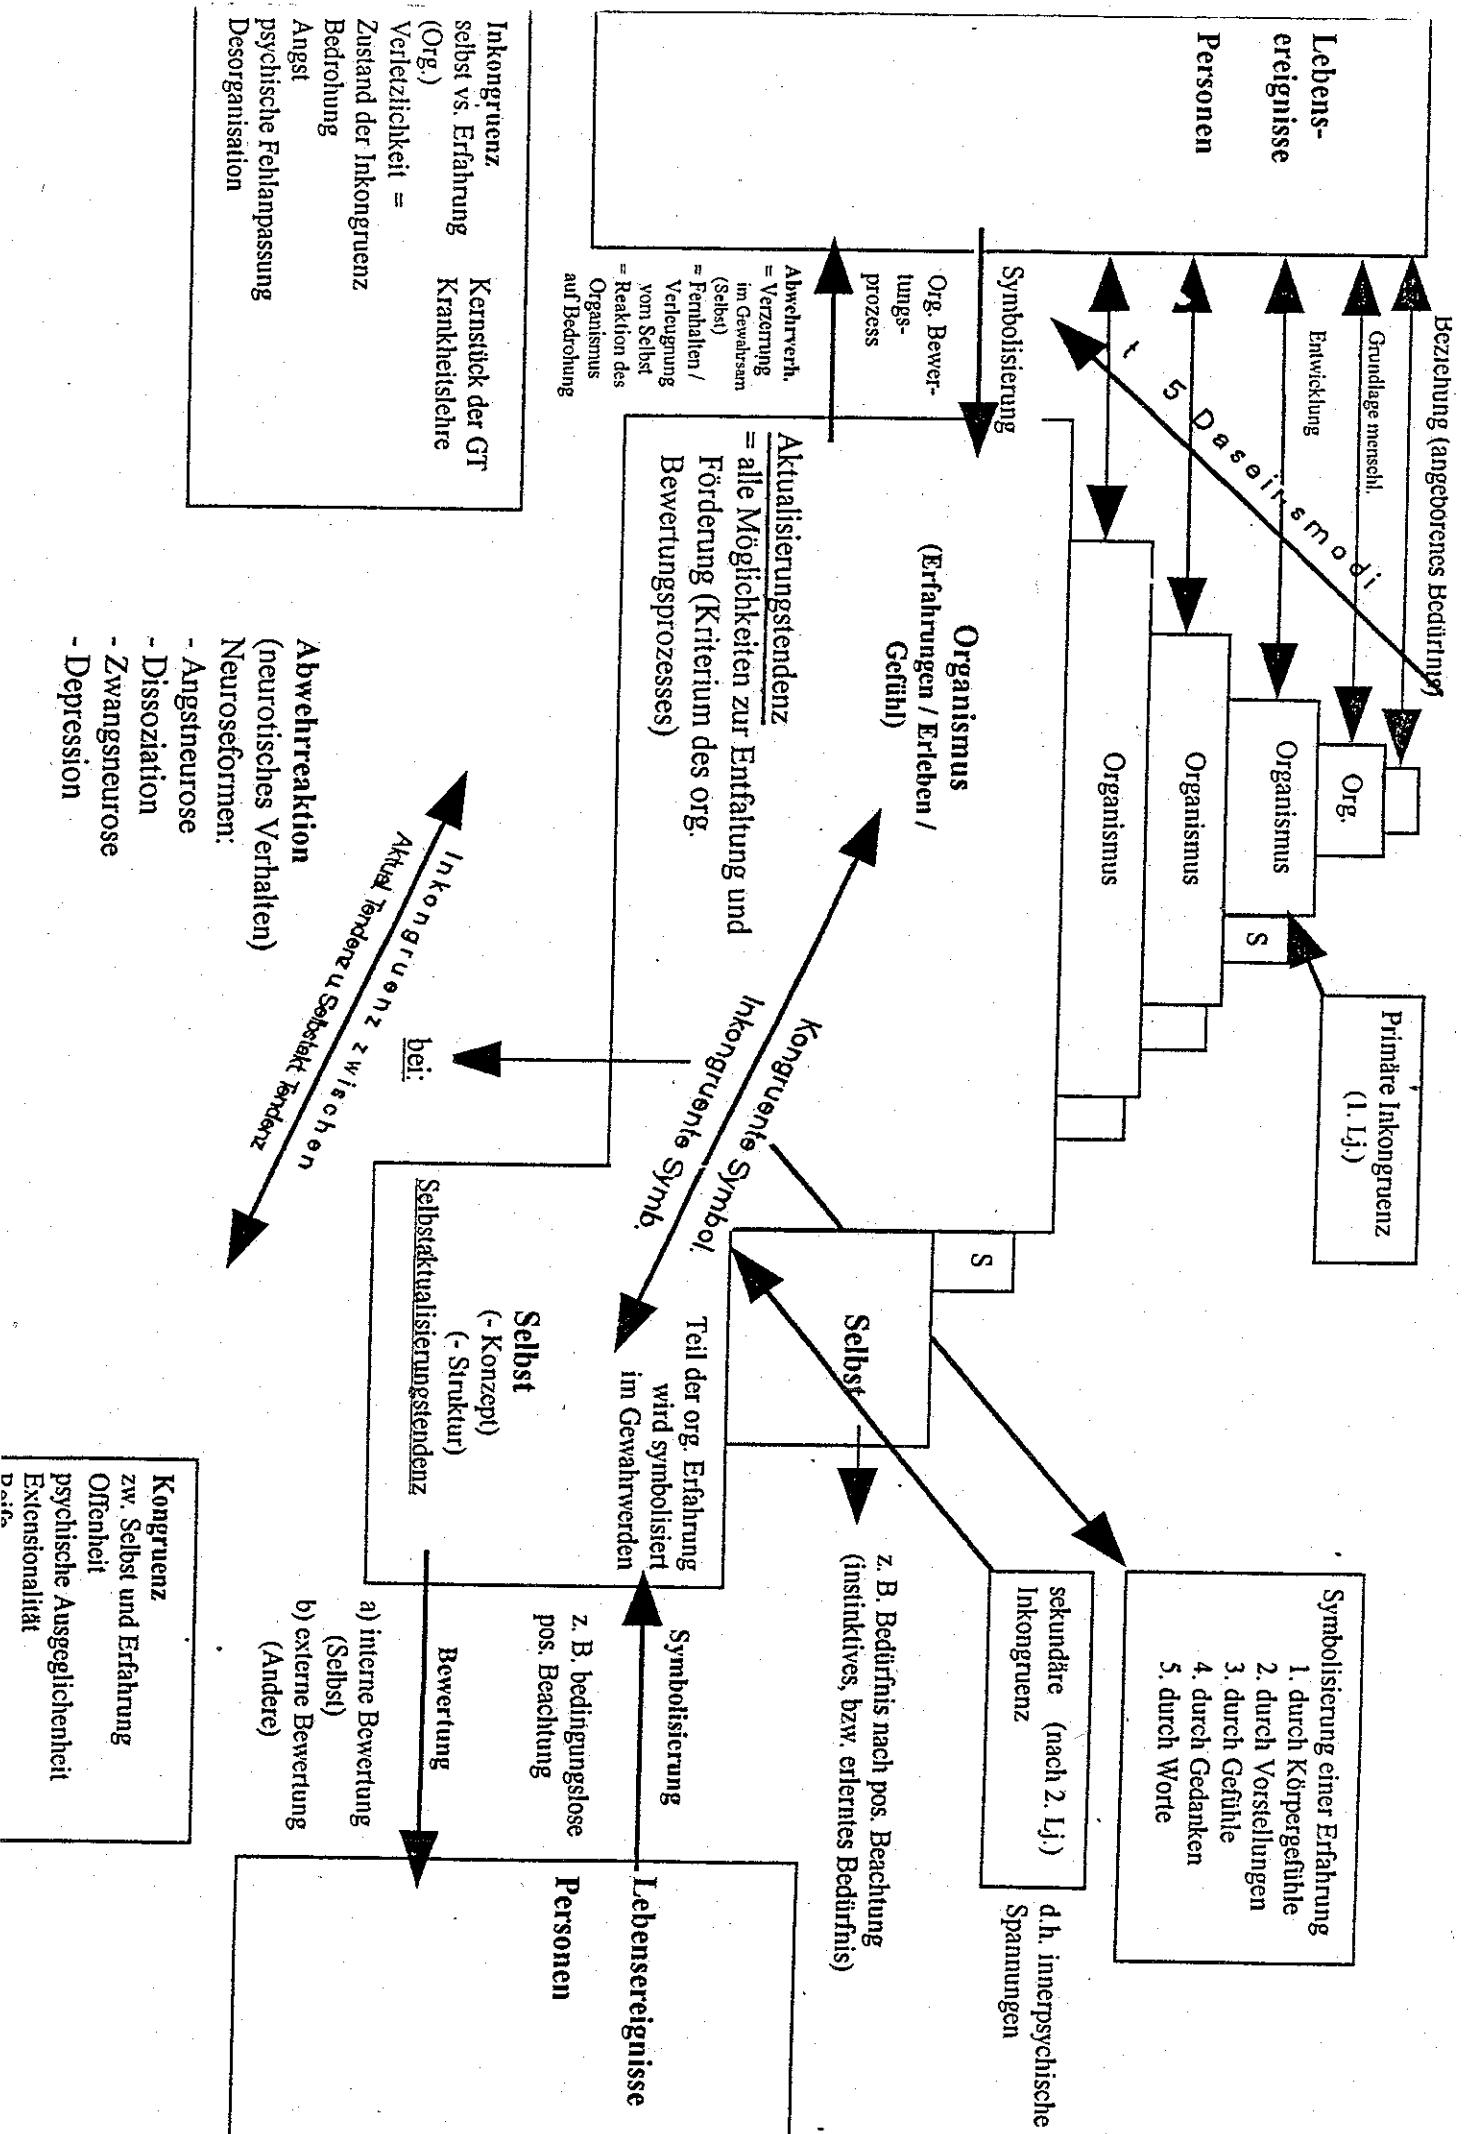 Beziehung (angeborenes Bedürfnis)
Grundlage menschl.
Entwicklung
5 Daseinsmodi
t
Lebens-
ereignisse
Personen
Org.
Organismus
Organismus
Organismus
S
Primäre Inkongruenz
(1. Lj.)
Symbolisierung
Org. Bewer-
tungs-
prozess
Abwehrverh.
= Verzerrung
im Gewahrsam
(Selbst)
= Fernhalten /
Verleugnung
vom Selbst
= Reaktion des
Organismus
auf Bedrohung
Organismus
(Erfahrungen / Erleben /
Gefühl)
Aktualisierungstendenz
= alle Möglichkeiten zur Entfaltung und
Förderung (Kriterium des org.
Bewertungsprozesses)
Kongruente Symbol.
Inkongruente Symb.
S
Selbst
Symbolisierung einer Erfahrung
1. durch Körpergefühle
2. durch Vorstellungen
3. durch Gefühle
4. durch Gedanken
5. durch Worte
sekundäre (nach 2. Lj.)
Inkongruenz
d.h. innerpsychische
Spannungen
z. B. Bedürfnis nach pos. Beachtung
(instinktives, bzw. erlerntes Bedürfnis)
Teil der org. Erfahrung
wird symbolisiert
im Gewahrwerden
Selbst
(- Konzept)
(- Struktur)
Selbstaktualisierungstendenz
Symbolisierung
z. B. bedingungslose
pos. Beachtung
Bewertung
a) interne Bewertung
(Selbst)
b) externe Bewertung
(Andere)
Lebensereignisse
Personen
bei:
Inkongruenz zwischen
Aktual Tendenz u Selbstakt Tendenz
Inkongruenz
selbst vs. Erfahrung
(Org.)
Verletzlichkeit =
Zustand der Inkongruenz
Bedrohung
Angst
psychische Fehlanpassung
Desorganisation
Kernstück der GT
Krankheitslehre
Abwehrreaktion
(neurotisches Verhalten)
Neuroseformen:
- Angstneurose
- Dissoziation
- Zwangsneurose
- Depression
Kongruenz
zw. Selbst und Erfahrung
Offenheit
psychische Ausgeglichenheit
Extensionalität